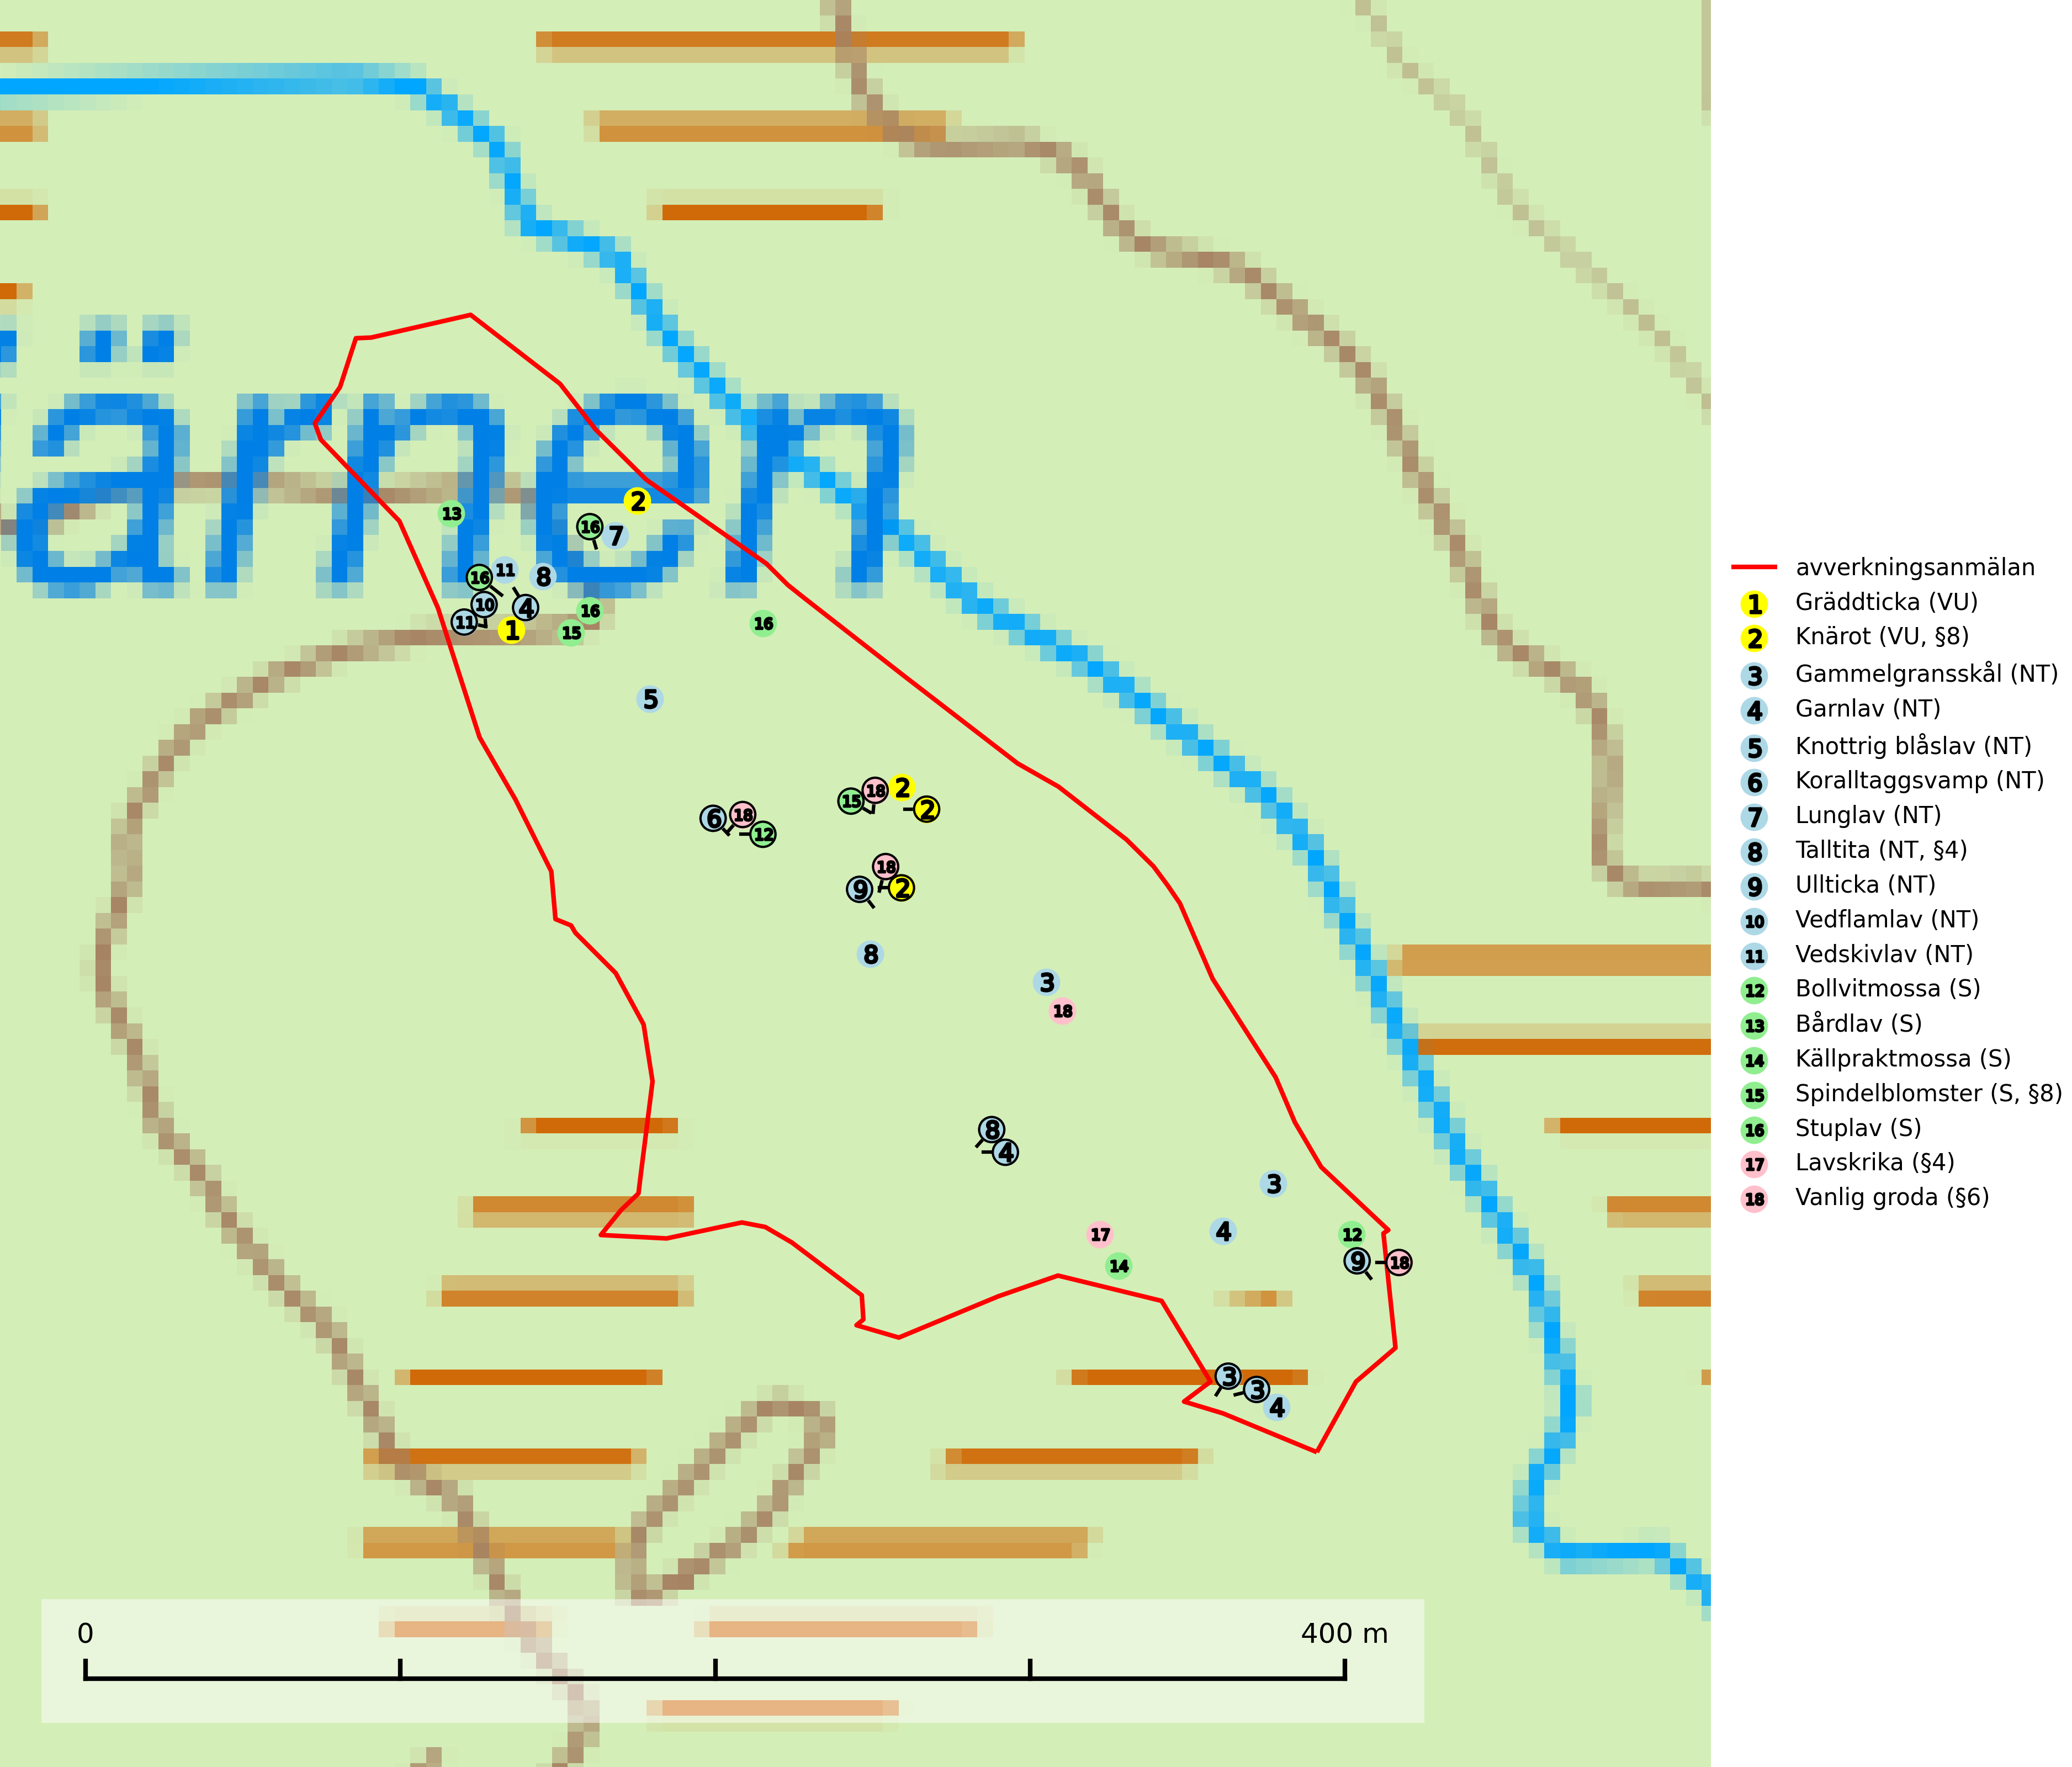 ärnen
13
2
16
7
16
11
8
10
4
11
1
15
16
16
5
6
18
12
15
18
2
2
18
9
2
8
3
18
8
4
3
17
4
12
14
9
18
3
3
4
0
400 m
avverkningsanmälan
1 Gräddticka (VU)
2 Knärot (VU, §8)
3 Gammelgransskål (NT)
4 Garnlav (NT)
5 Knottrig blåslav (NT)
6 Koralltaggsvamp (NT)
7 Lunglav (NT)
8 Talltita (NT, §4)
9 Ullticka (NT)
10 Vedflamlav (NT)
11 Vedskivlav (NT)
12 Bollvitmossa (S)
13 Bårdlav (S)
14 Källpraktmossa (S)
15 Spindelblomster (S, §8)
16 Stuplav (S)
17 Lavskrika (§4)
18 Vanlig groda (§6)